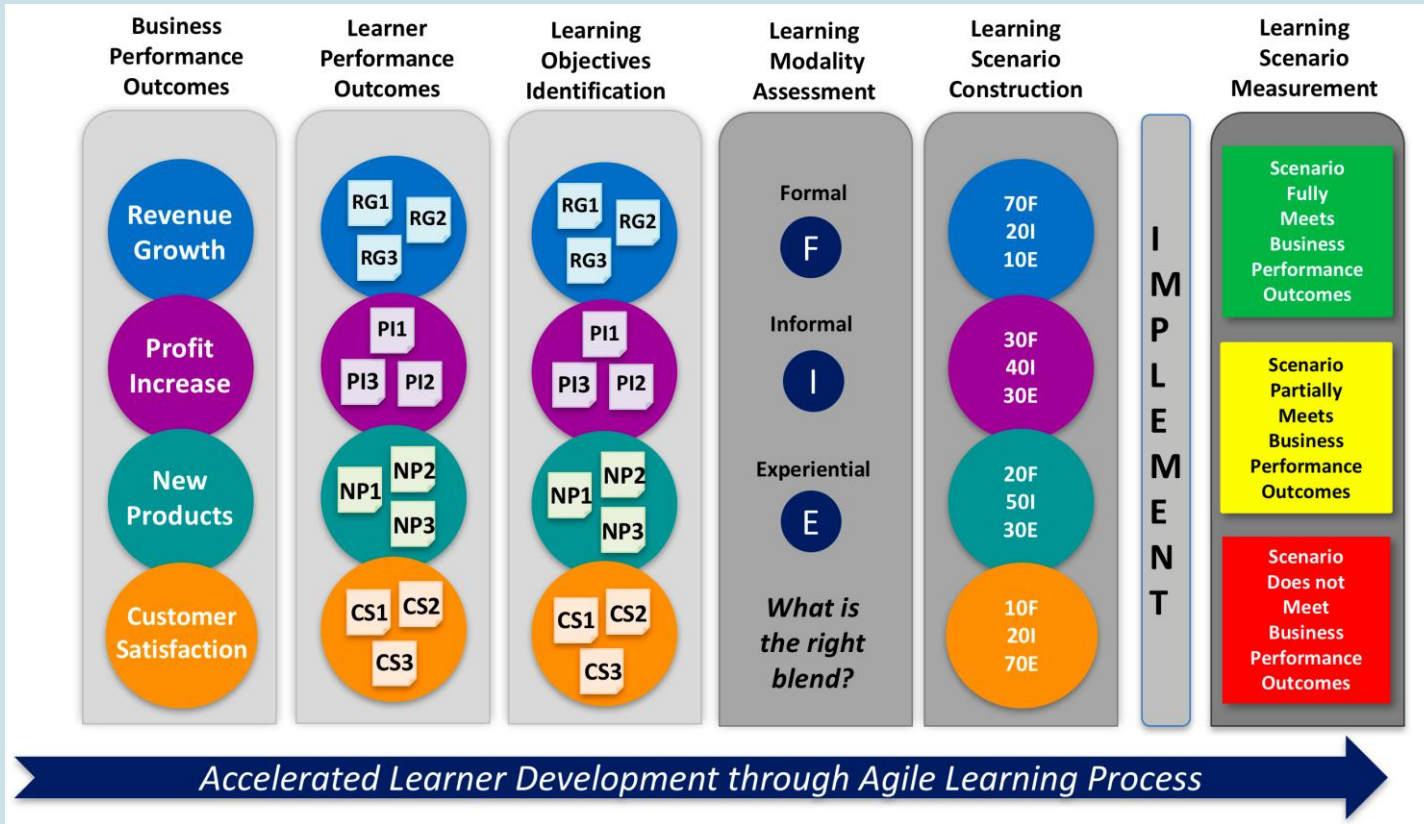 Business
Performance
Outcomes
Learner
Performance
Outcomes
Learning
Objectives
Identification
Learning
Modality
Assessment
Learning
Scenario
Construction
Learning
Scenario
Measurement
Revenue
Growth
Profit
Increase
New
Products
Customer
Satisfaction
RG1
RG2
RG3
PI1
PI3
PI2
NP2
NP1
NP3
CS1
CS2
CS3
RG1
RG2
RG3
PI1
PI3
PI2
NP2
NP1
NP3
CS1
CS2
CS3
Formal
F
Informal
I
Experiential
E
What is
the right
blend?
70F
20I
10E
30F
40I
30E
20F
50I
30E
10F
20I
70E
I
M
P
L
E
M
E
N
T
Scenario
Fully
Meets
Business
Performance
Outcomes
Scenario
Partially
Meets
Business
Performance
Outcomes
Scenario
Does not
Meet
Business
Performance
Outcomes
Accelerated Learner Development through Agile Learning Process